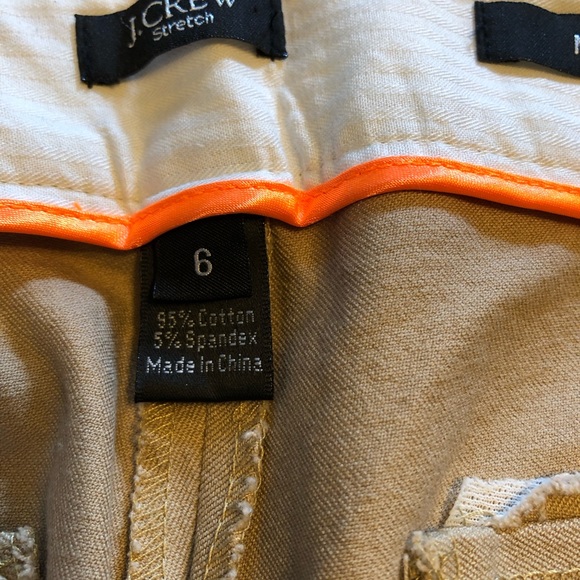 J.CREW
Stretch
6
95% Cotton
5% Spandex
Made in China